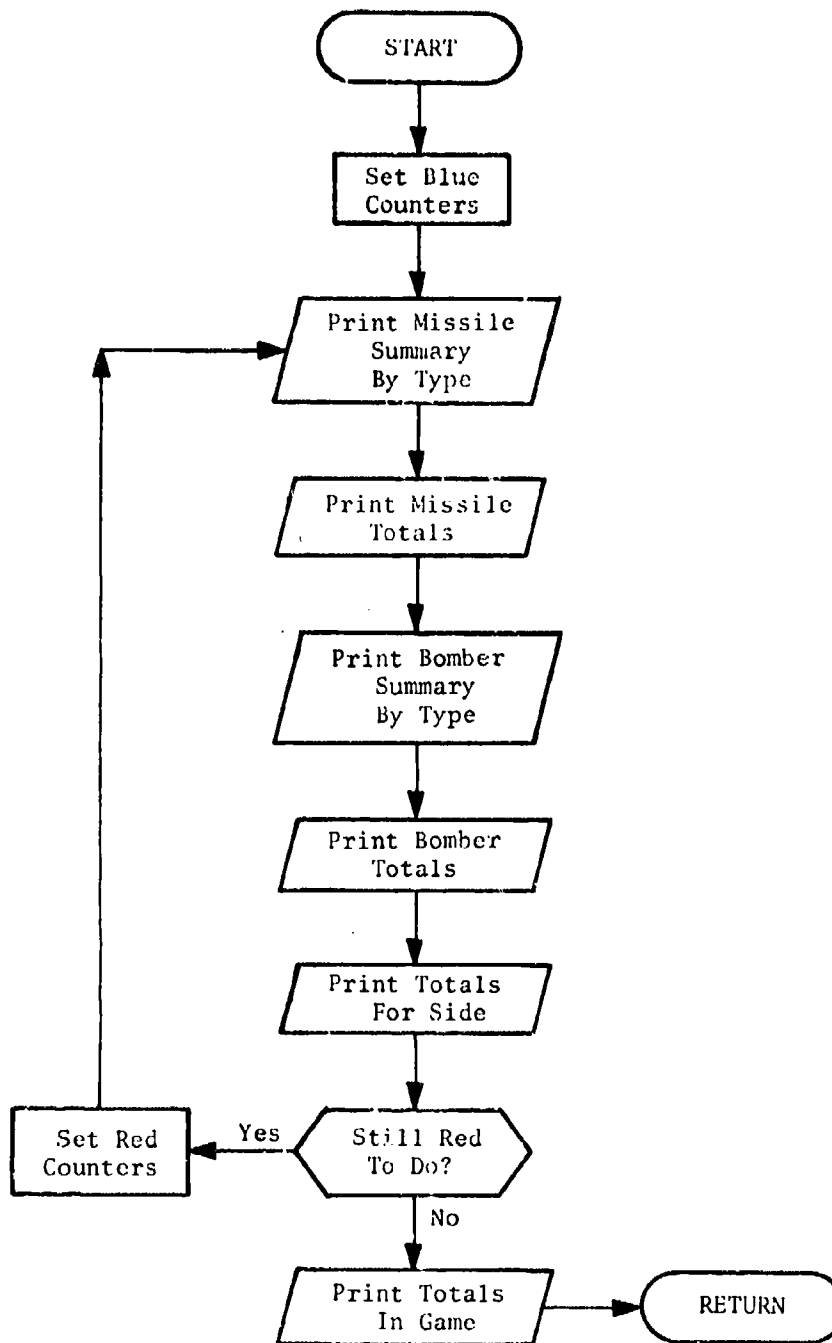 START
Set Blue
Counters
Print Missile
Summary
By Type
Print Missile
Totals
Print Bomber
Summary
By Type
Print Bomber
Totals
Print Totals
For Side
Still Red
To Do?
Yes
Set Red
Counters
No
Print Totals
In Game
RETURN